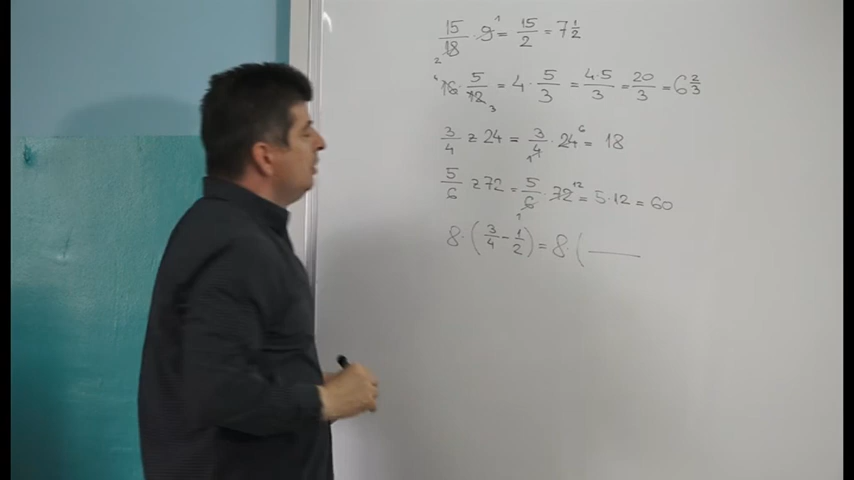 15/18 · 9 = 15/2 = 7 1/2
16 · 5/12 = 4 · 5/3 = 4·5/3 = 20/3 = 6 2/3
3/4 z 24 = 3/4 · 24 = 18
5/6 z 72 = 5/6 · 72 = 5·12 = 60
8 · (3/4 - 1/2) = 8 · (